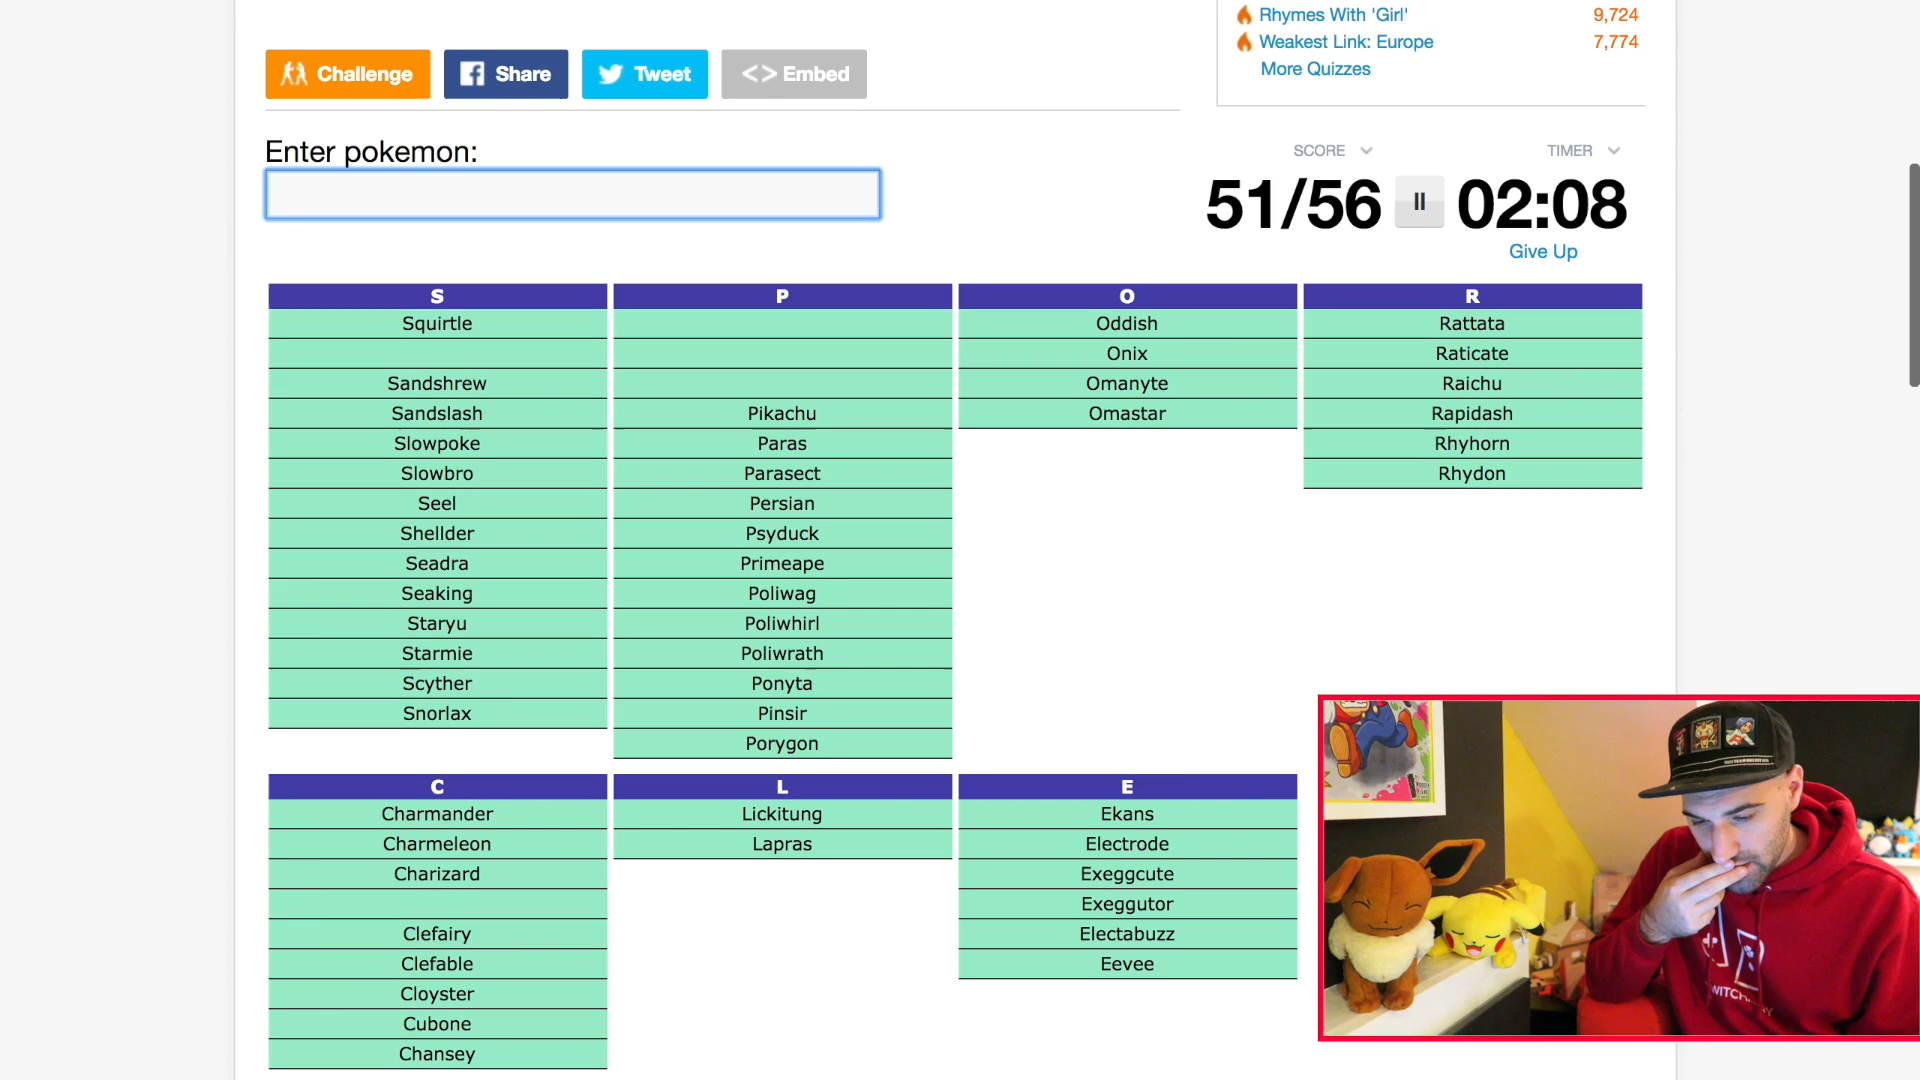 Rhymes With 'Girl' 9,724
Weakest Link: Europe 7,774
More Quizzes
Challenge Share Tweet <> Embed
Enter pokemon:
SCORE TIMER
51/56 02:08
Give Up
S P O R
Squirtle Oddish Rattata
Onix Raticate
Sandshrew Omanyte Raichu
Sandslash Pikachu Omastar Rapidash
Slowpoke Paras Rhyhorn
Slowbro Parasect Rhydon
Seel Persian
Shellder Psyduck
Seadra Primeape
Seaking Poliwag
Staryu Poliwhirl
Starmie Poliwrath
Scyther Ponyta
Snorlax Pinsir
Porygon
C L E
Charmander Lickitung Ekans
Charmeleon Lapras Electrode
Charizard Exeggcute
Exeggutor
Clefairy Electabuzz
Clefable Eevee
Cloyster
Cubone
Chansey